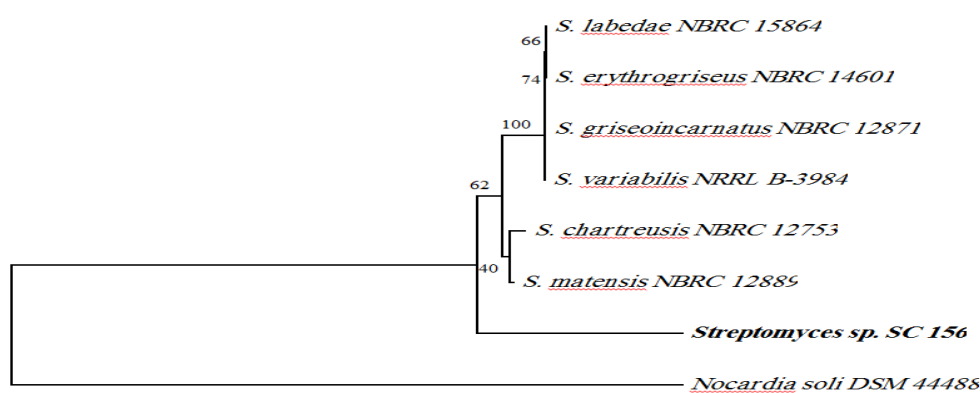 S. labedae NBRC 15864
66
74
S. erythrogriseus NBRC 14601
100
S. griseoincarnatus NBRC 12871
S. variabilis NRRL B-3984
62
S. chartreusis NBRC 12753
40
S. matensis NBRC 12889
Streptomyces sp. SC 156
Nocardia soli DSM 44488